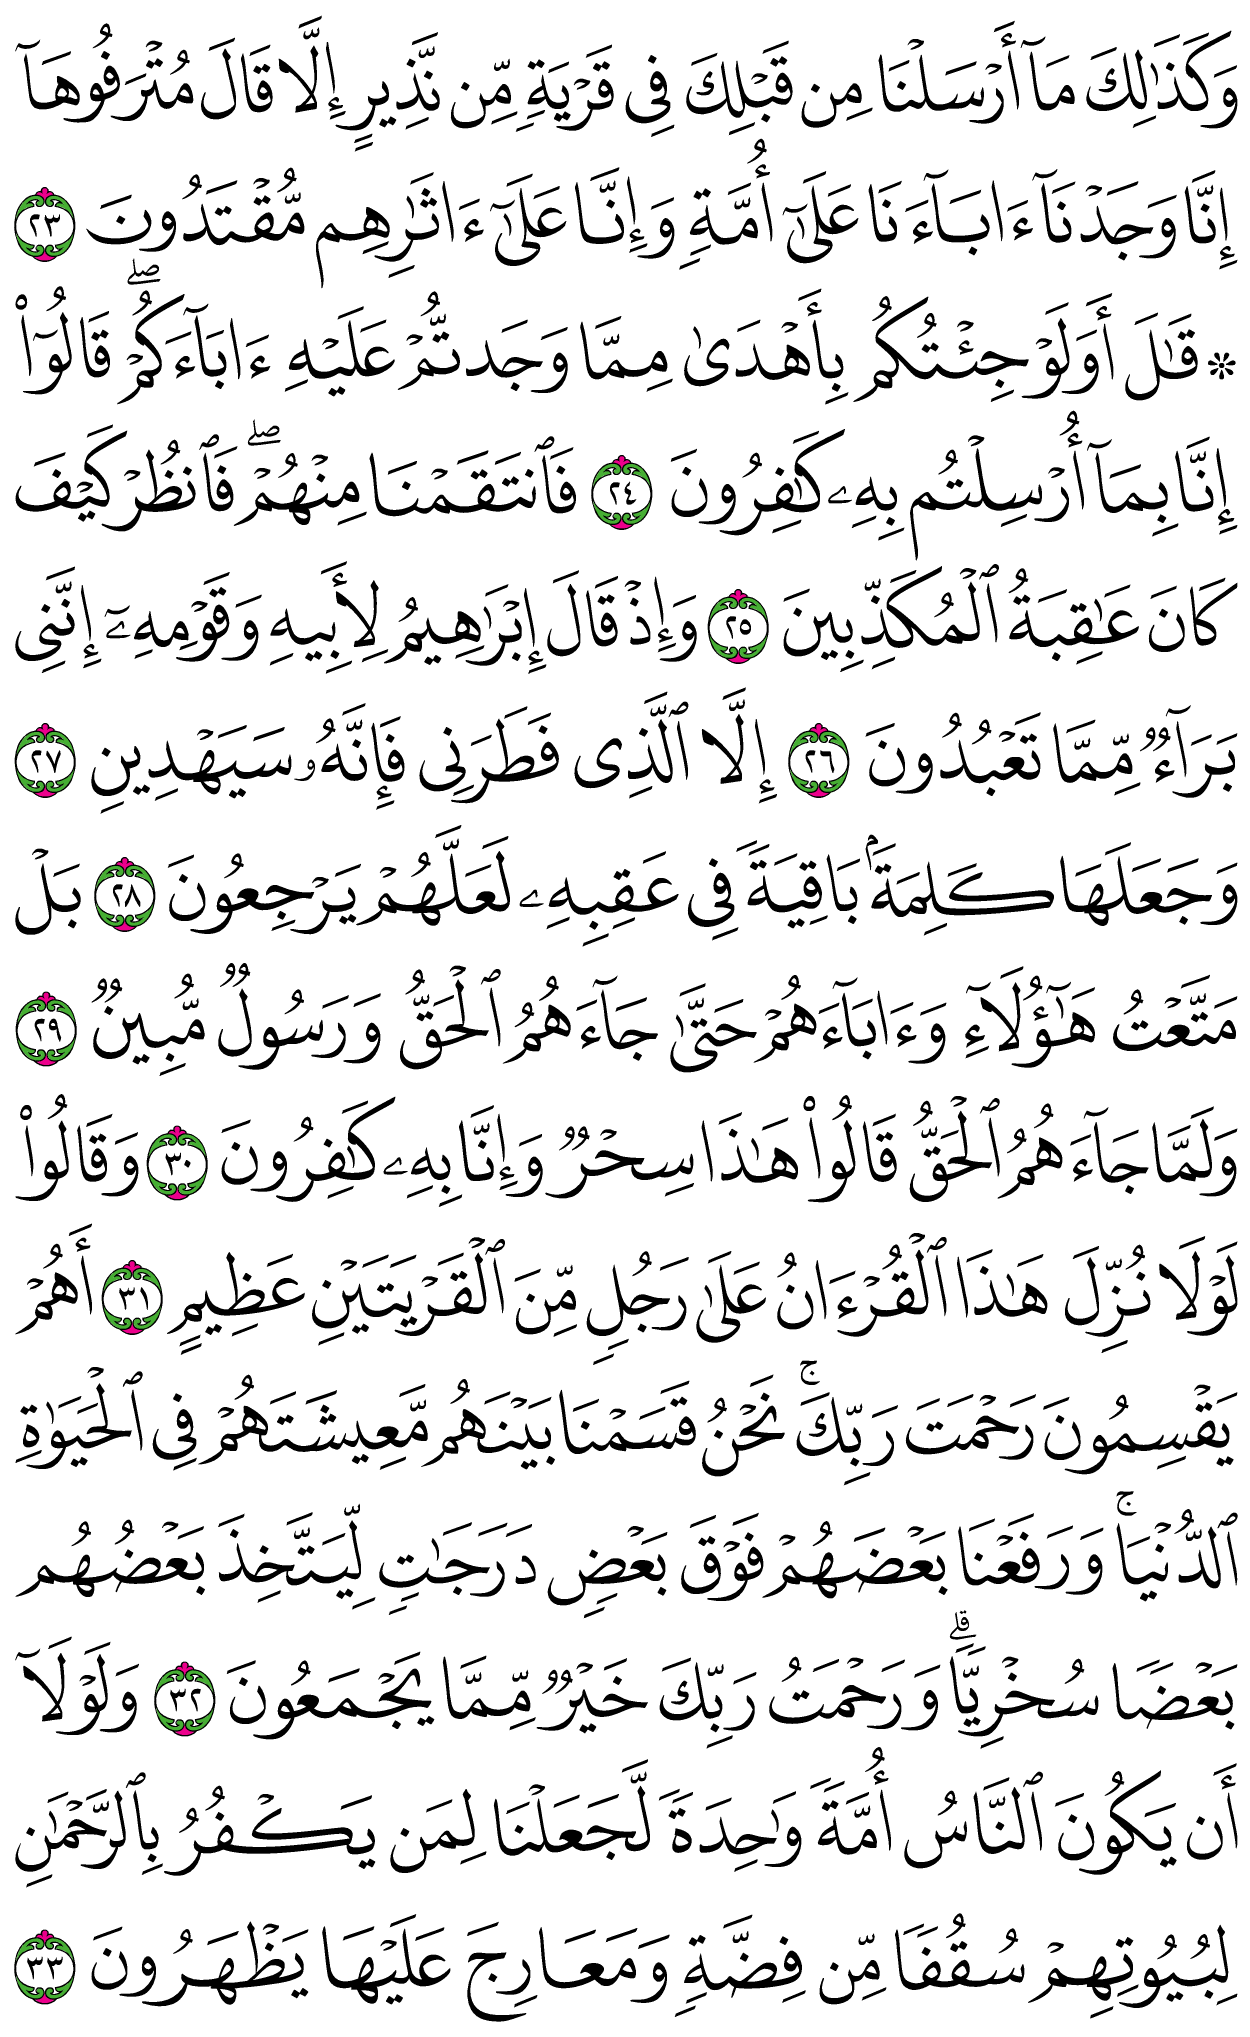 وَكَذَٰلِكَ مَآ أَرْسَلْنَا مِن قَبْلِكَ فِى قَرْيَةٍ مِّن نَّذِيرٍ إِلَّا قَالَ مُتْرَفُوهَآ
إِنَّا وَجَدْنَآ ءَابَآءَنَا عَلَىٰٓ أُمَّةٍ وَإِنَّا عَلَىٰٓ ءَاثَٰرِهِم مُّقْتَدُونَ ٢٣
۞ قَٰلَ أَوَلَوْ جِئْتُكُم بِأَهْدَىٰ مِمَّا وَجَدتُّمْ عَلَيْهِ ءَابَآءَكُمْ ۖ قَالُوٓا۟
إِنَّا بِمَآ أُرْسِلْتُم بِهِۦ كَٰفِرُونَ ٢٤ فَٱنتَقَمْنَا مِنْهُمْ ۖ فَٱنظُرْ كَيْفَ
كَانَ عَٰقِبَةُ ٱلْمُكَذِّبِينَ ٢٥ وَإِذْ قَالَ إِبْرَٰهِيمُ لِأَبِيهِ وَقَوْمِهِۦٓ إِنَّنِى
بَرَآءٌ مِّمَّا تَعْبُدُونَ ٢٦ إِلَّا ٱلَّذِى فَطَرَنِى فَإِنَّهُۥ سَيَهْدِينِ ٢٧
وَجَعَلَهَا كَلِمَةًۢ بَاقِيَةً فِى عَقِبِهِۦ لَعَلَّهُمْ يَرْجِعُونَ ٢٨ بَلْ
مَتَّعْتُ هَٰٓؤُلَآءِ وَءَابَآءَهُمْ حَتَّىٰ جَآءَهُمُ ٱلْحَقُّ وَرَسُولٌ مُّبِينٌ ٢٩
وَلَمَّا جَآءَهُمُ ٱلْحَقُّ قَالُوا۟ هَٰذَا سِحْرٌ وَإِنَّا بِهِۦ كَٰفِرُونَ ٣٠ وَقَالُوا۟
لَوْلَا نُزِّلَ هَٰذَا ٱلْقُرْءَانُ عَلَىٰ رَجُلٍ مِّنَ ٱلْقَرْيَتَيْنِ عَظِيمٍ ٣١ أَهُمْ
يَقْسِمُونَ رَحْمَتَ رَبِّكَ ۚ نَحْنُ قَسَمْنَا بَيْنَهُم مَّعِيشَتَهُمْ فِى ٱلْحَيَوٰةِ
ٱلدُّنْيَا ۚ وَرَفَعْنَا بَعْضَهُمْ فَوْقَ بَعْضٍ دَرَجَٰتٍ لِّيَتَّخِذَ بَعْضُهُم
بَعْضًا سُخْرِيًّا ۗ وَرَحْمَتُ رَبِّكَ خَيْرٌ مِّمَّا يَجْمَعُونَ ٣٢ وَلَوْلَآ
أَن يَكُونَ ٱلنَّاسُ أُمَّةً وَٰحِدَةً لَّجَعَلْنَا لِمَن يَكْفُرُ بِٱلرَّحْمَٰنِ
لِبُيُوتِهِمْ سُقُفًا مِّن فِضَّةٍ وَمَعَارِجَ عَلَيْهَا يَظْهَرُونَ ٣٣